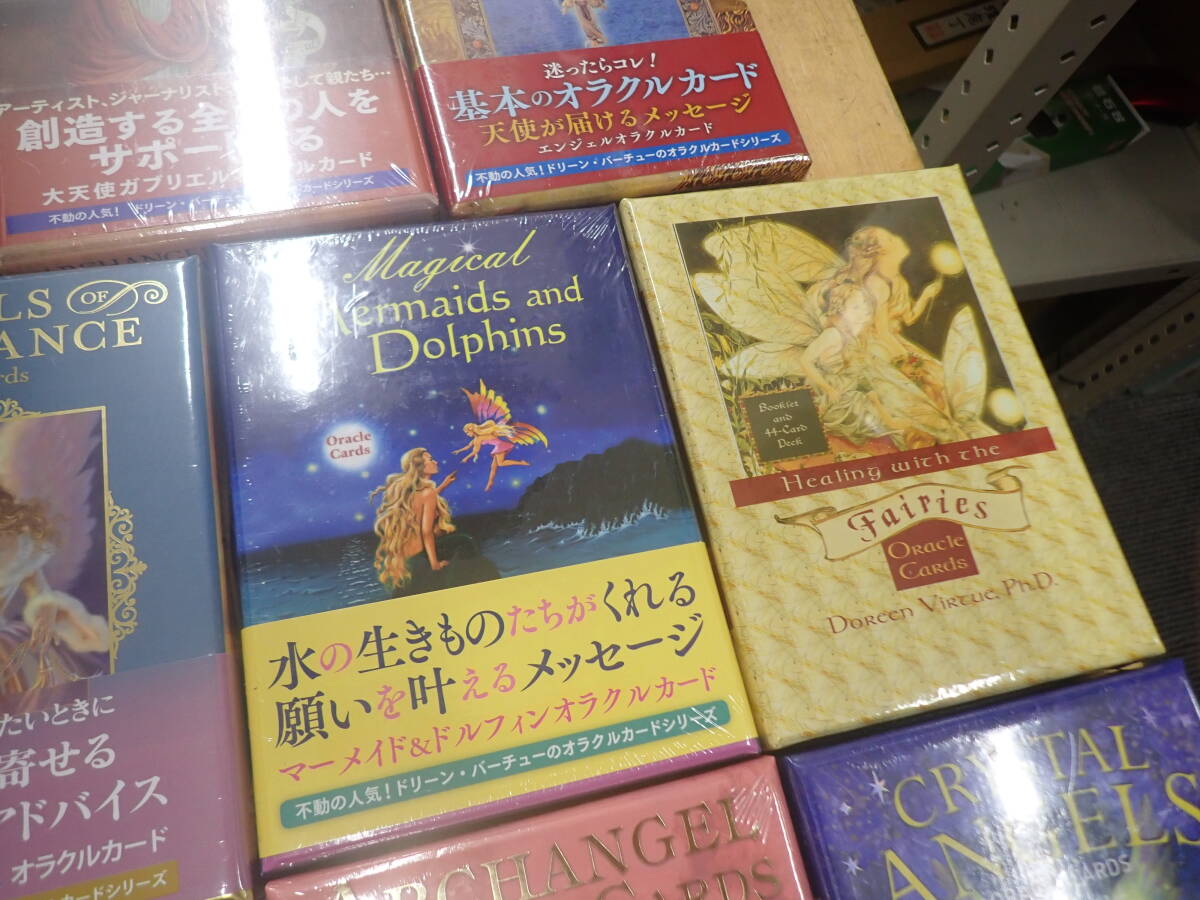 アーティスト、ジャーナリスト
して親たち…
創造する全
の人を
サポー
る
大天使ガブリエル
ルカード
不動の人気！ ドリーン・バ
カードシリーズ
迷ったらコレ！
基本のオラクルカード
天使が届けるメッセージ
エンジェルオラクルカード
不動の人気！ドリーン・バーチューのオラクルカードシリーズ
LS OF
ANCE
rds
たいときに
寄せる
アドバイス
オラクルカード
カードシリーズ
Magical
Mermaids and
Dolphins
Oracle
Cards
水の生きものたちがくれる
願いを叶えるメッセージ
マーメイド&ドルフィンオラクルカード
不動の人気！ドリーン・バーチューのオラクルカードシリーズ
Booklet
and
44-Card
Deck
Healing with the
Fairies
Oracle
Cards
Doreen Virtue, Ph.D.
ARCHANGEL
CARDS
CRYSTAL
ANGELS
CARDS